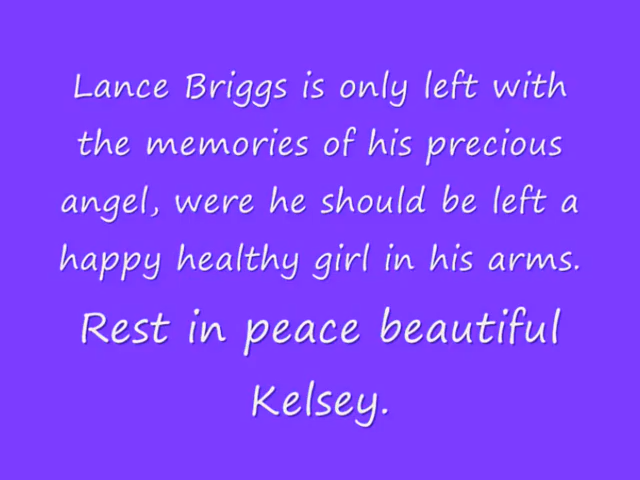 Lance Briggs is only left with
the memories of his precious
angel, were he should be left a
happy healthy girl in his arms.
Rest in peace beautiful
Kelsey.